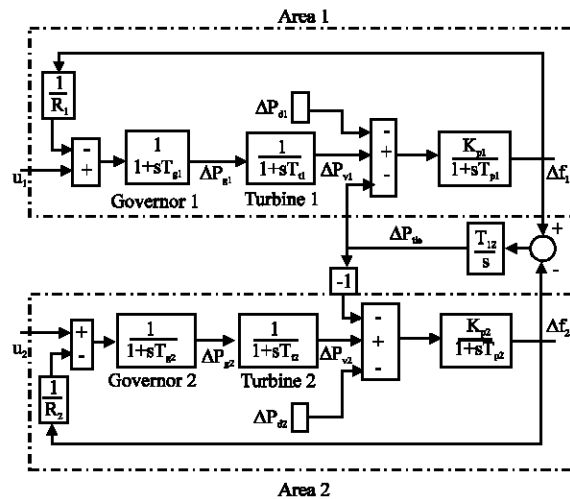 Area 1
1
R1
ΔPd1
-
+
u1
1
1+sTg1
Governor 1
ΔPg1
1
1+sTt1
Turbine 1
ΔPv1
-
+
-
Kp1
1+sTp1
Δf1
+
-
T12
s
ΔPtie
-1
u2
+
-
1
R2
1
1+sTg2
Governor 2
ΔPg2
1
1+sTt2
Turbine 2
ΔPv2
-
+
-
ΔPd2
Kp2
1+sTp2
Δf2
Area 2